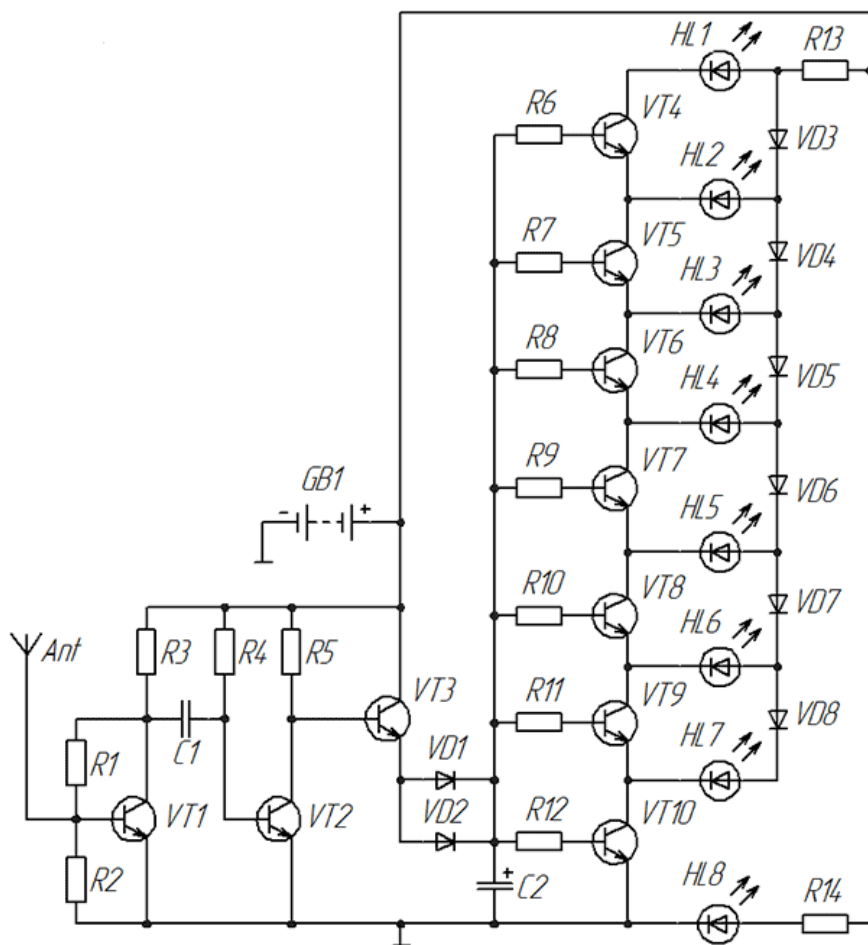 HL1
R13
R6
VT4
VD3
HL2
R7
VT5
VD4
HL3
R8
VT6
VD5
HL4
R9
VT7
GB1
- +
VD6
HL5
R10
VT8
VD7
Ant
R3
R4
R5
HL6
VT3
R11
VT9
VD8
C1
VD1
HL7
R1
VT1
VT2
VD2
R12
VT10
R2
+
C2
HL8
R14